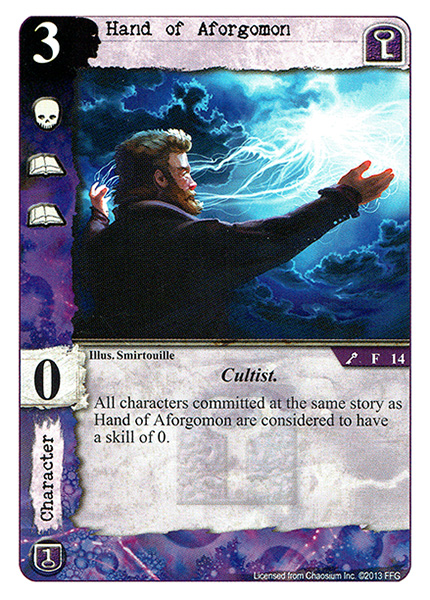 3
Hand of Aforgomon
Illus. Smirtouille
F 14
0
Cultist.
All characters committed at the same story as
Hand of Aforgomon are considered to have
a skill of 0.
Character
Licensed from Chaosium Inc. ©2013 FFG